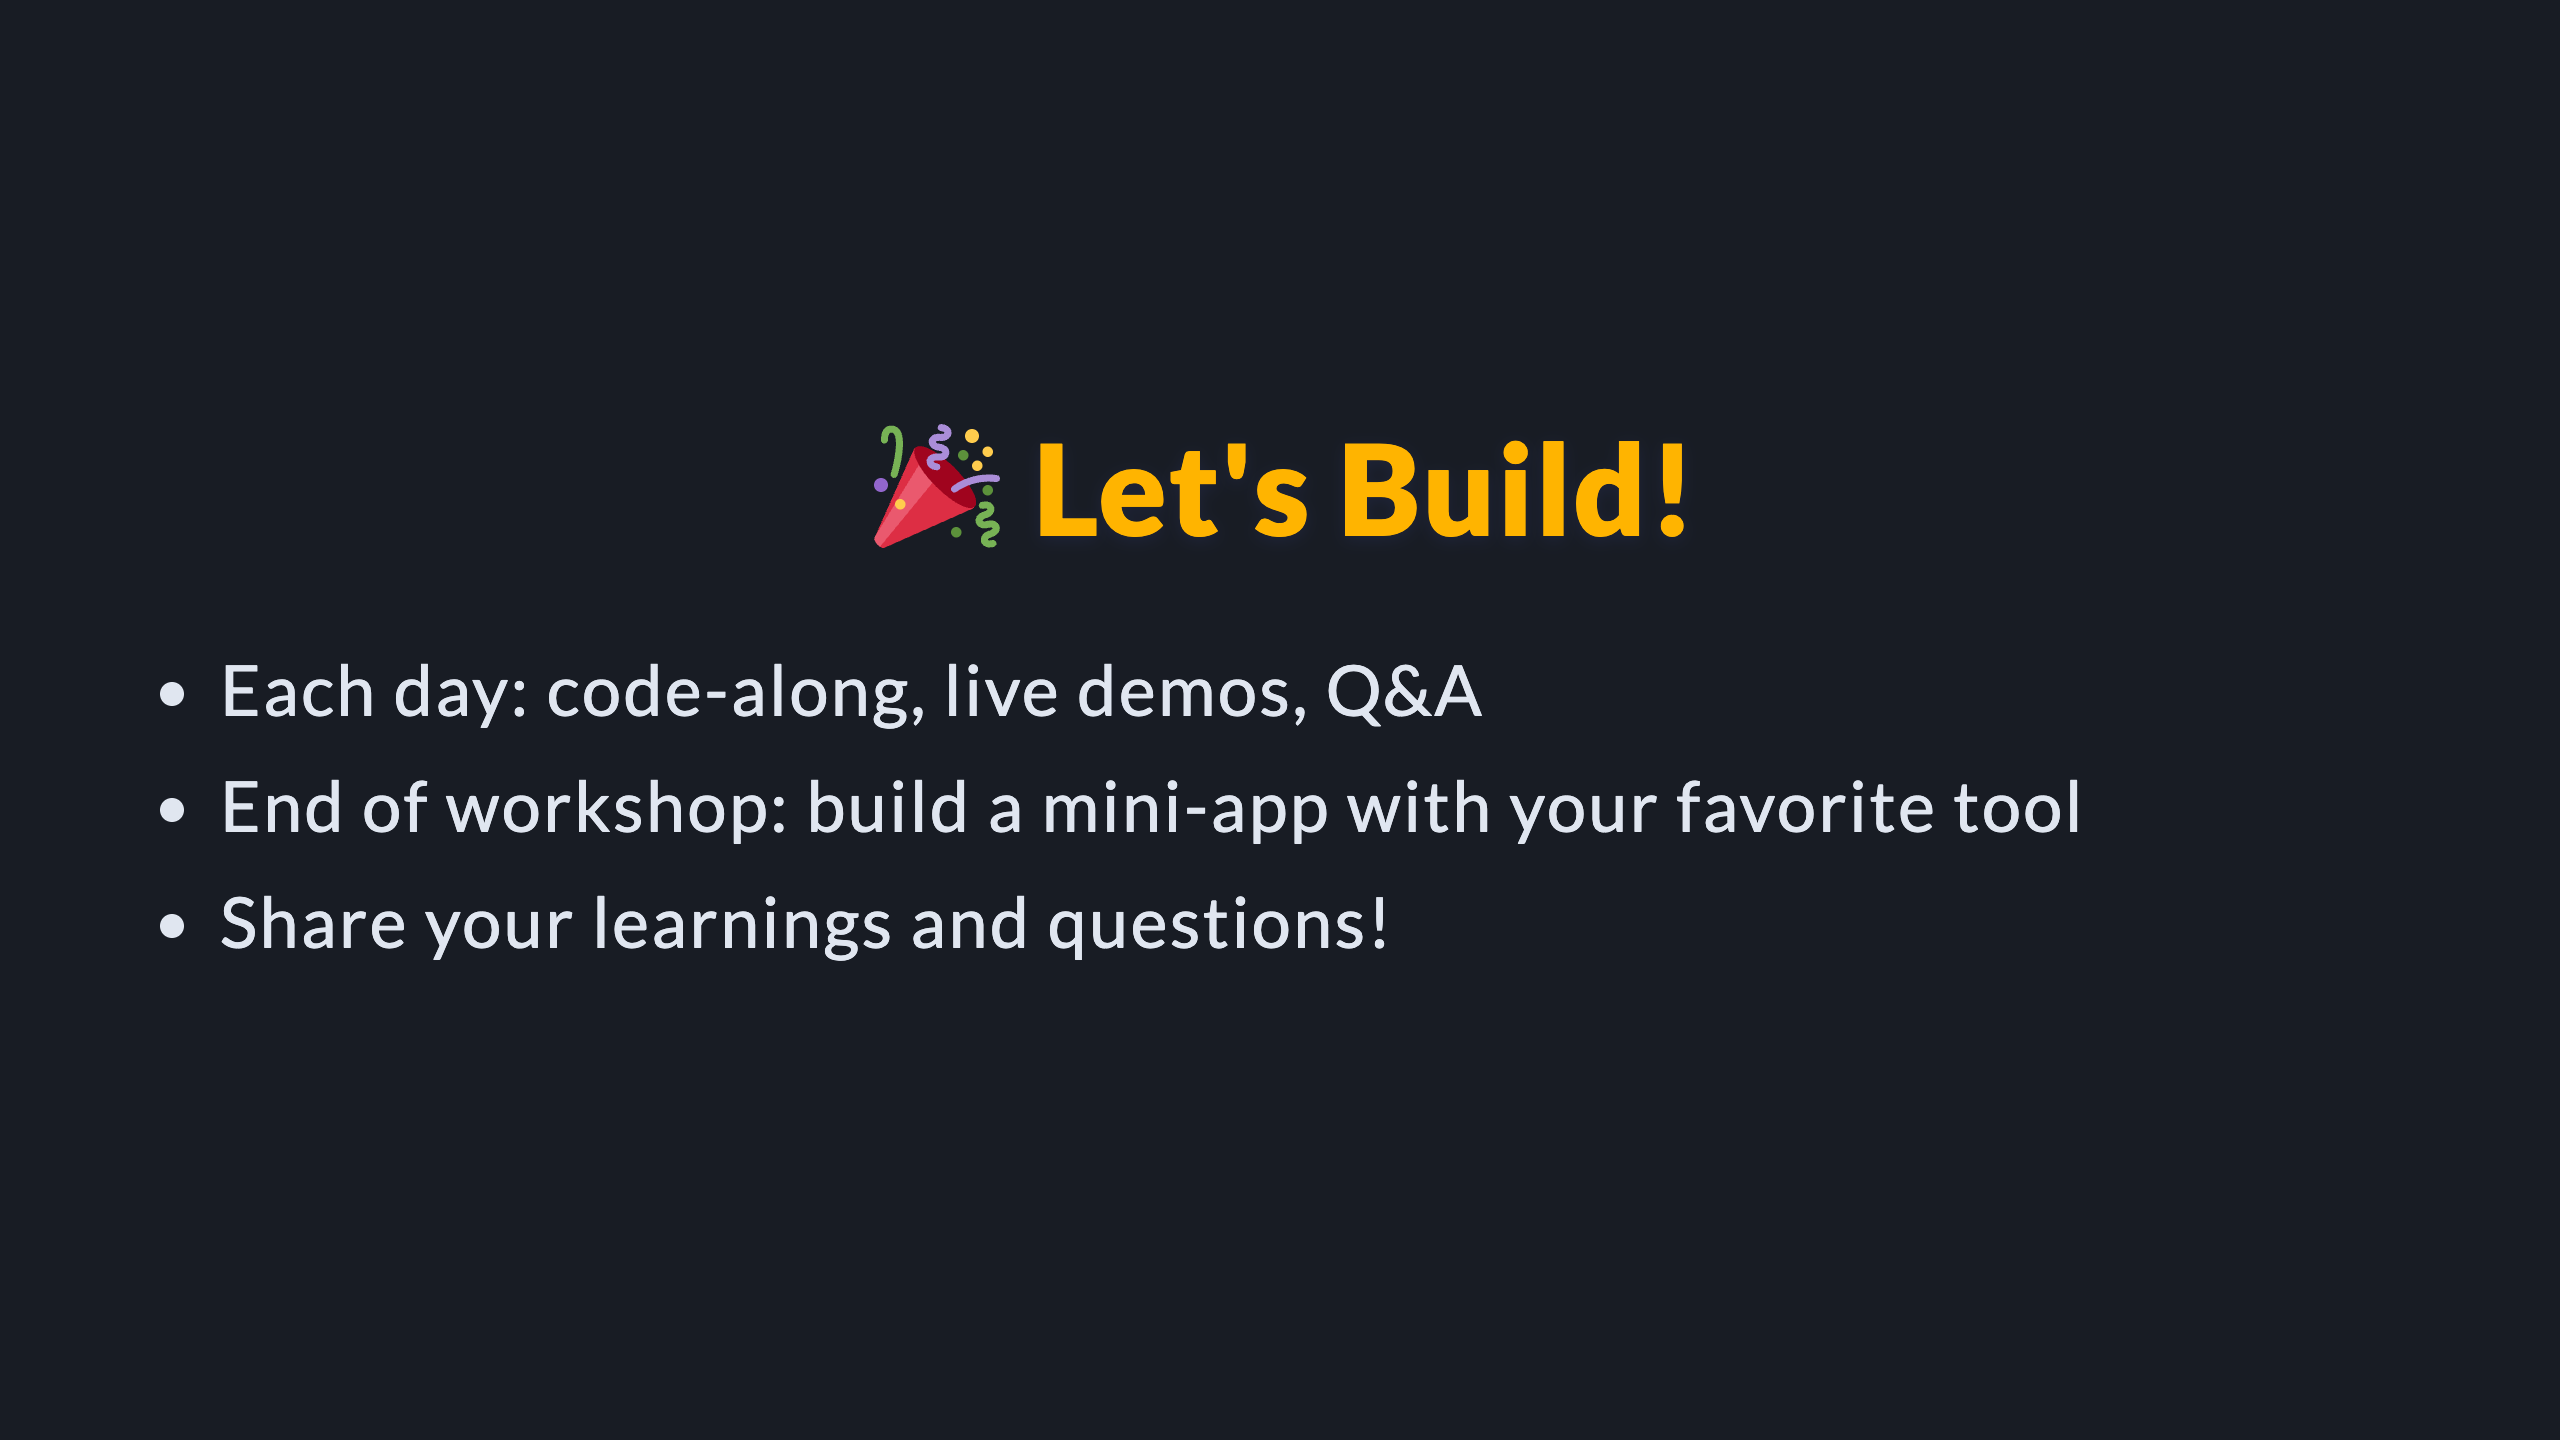 🎉 Let's Build!
• Each day: code-along, live demos, Q&A
• End of workshop: build a mini-app with your favorite tool
• Share your learnings and questions!